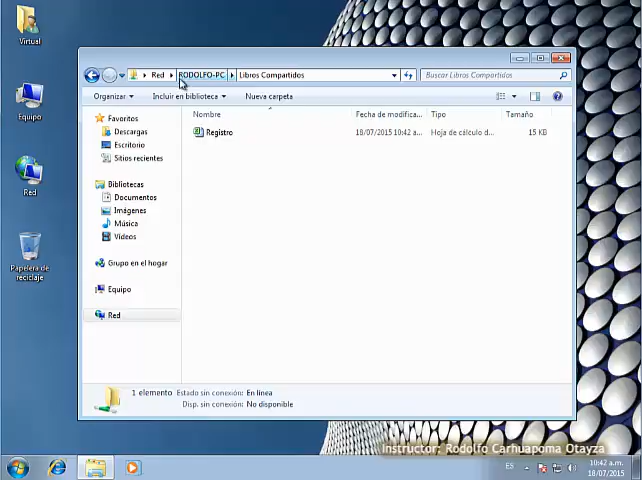 Virtual
Equipo
Red
Papelera de
reciclaje
Red
RODOLFO-PC
Libros Compartidos
Buscar Libros Compartidos
Organizar
Incluir en biblioteca
Nueva carpeta
Nombre
Fecha de modifica...
Tipo
Tamaño
Registro
18/07/2015 10:42 a...
Hoja de cálculo d...
15 KB
Favoritos
Descargas
Escritorio
Sitios recientes
Bibliotecas
Documentos
Imágenes
Música
Vídeos
Grupo en el hogar
Equipo
Red
1 elemento
Estado sin conexión: En línea
Disp. sin conexión: No disponible
Instructor: Rodolfo Carhuapoma Otayza
ES
10:42 a.m.
18/07/2015